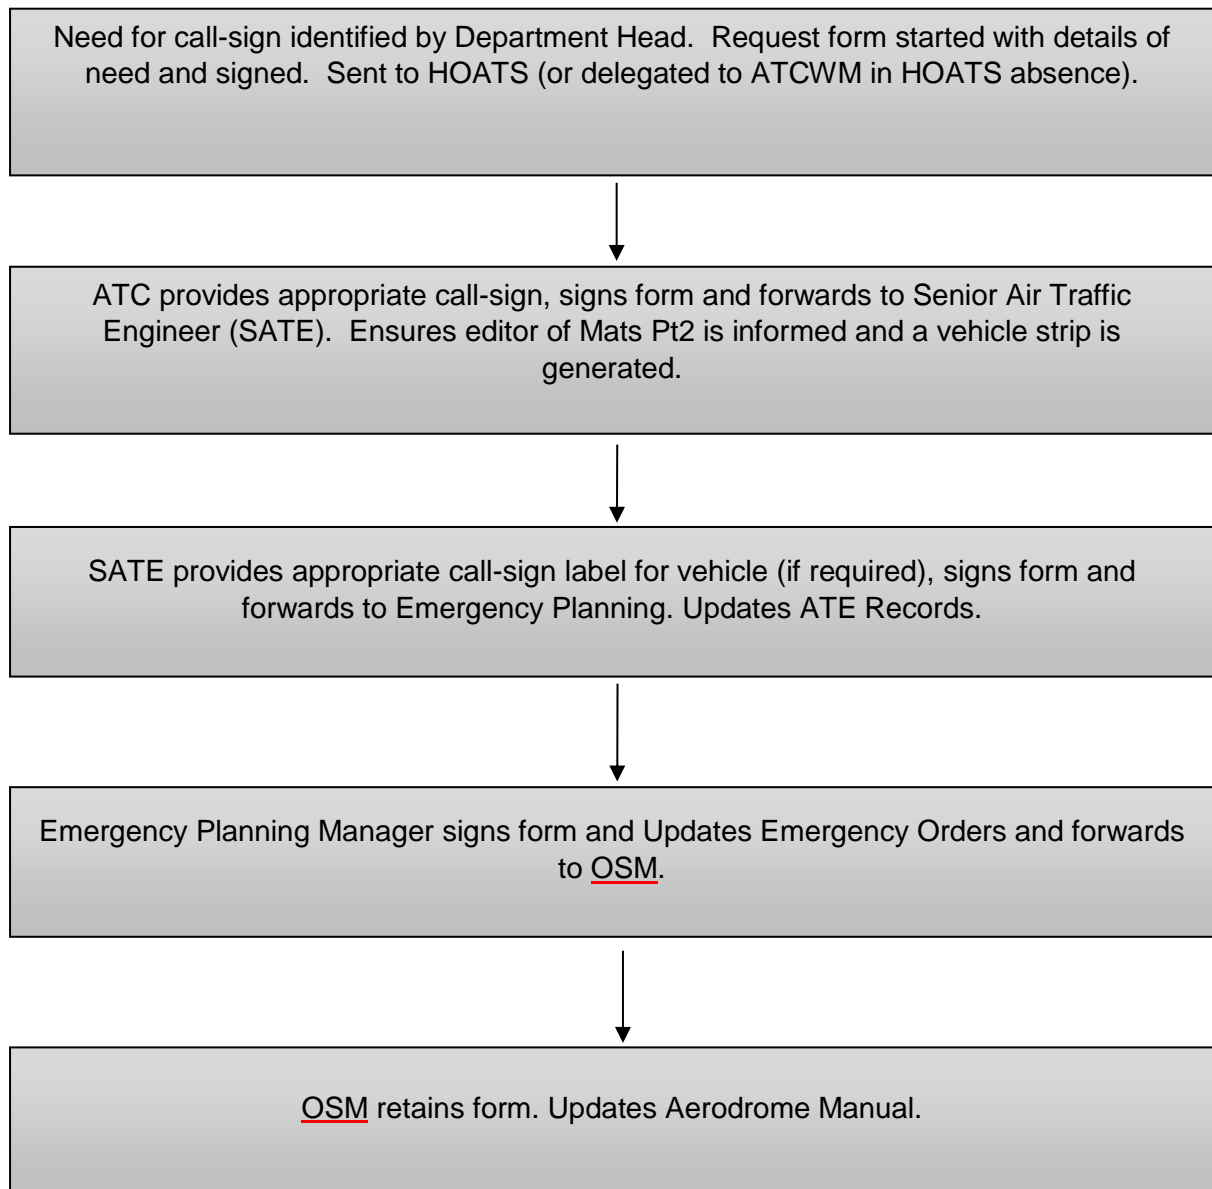 Need for call-sign identified by Department Head.  Request form started with details of
need and signed.  Sent to HOATS (or delegated to ATCWM in HOATS absence).
ATC provides appropriate call-sign, signs form and forwards to Senior Air Traffic
Engineer (SATE).  Ensures editor of Mats Pt2 is informed and a vehicle strip is
generated.
SATE provides appropriate call-sign label for vehicle (if required), signs form and
forwards to Emergency Planning. Updates ATE Records.
Emergency Planning Manager signs form and Updates Emergency Orders and forwards
to OSM.
OSM retains form. Updates Aerodrome Manual.